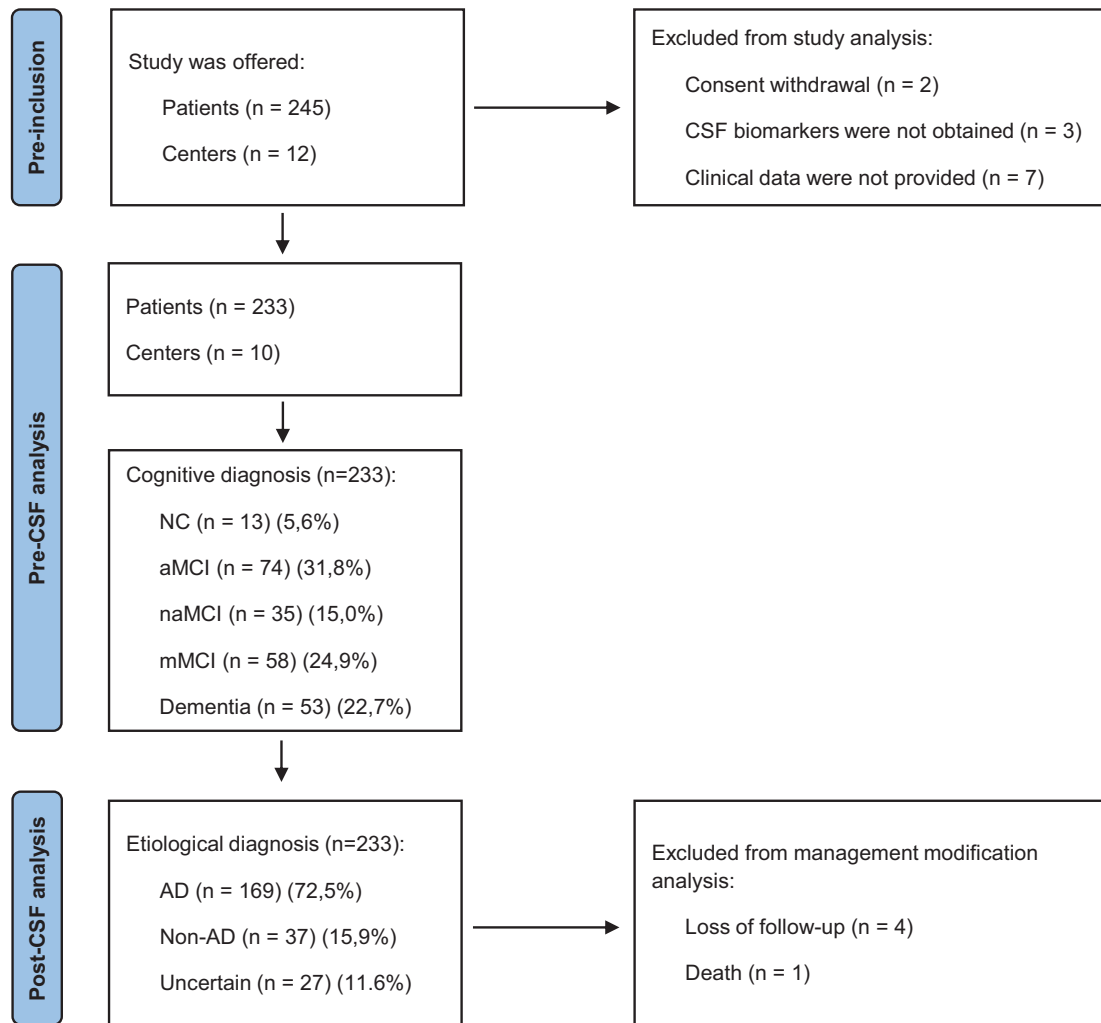 Pre-inclusion
Study was offered:
Patients (n = 245)
Centers (n = 12)
Excluded from study analysis:
Consent withdrawal (n = 2)
CSF biomarkers were not obtained (n = 3)
Clinical data were not provided (n = 7)
Pre-CSF analysis
Patients (n = 233)
Centers (n = 10)
Cognitive diagnosis (n=233):
NC (n = 13) (5,6%)
aMCI (n = 74) (31,8%)
naMCI (n = 35) (15,0%)
mMCI (n = 58) (24,9%)
Dementia (n = 53) (22,7%)
Post-CSF analysis
Etiological diagnosis (n=233):
AD (n = 169) (72,5%)
Non-AD (n = 37) (15,9%)
Uncertain (n = 27) (11.6%)
Excluded from management modification
analysis:
Loss of follow-up (n = 4)
Death (n = 1)